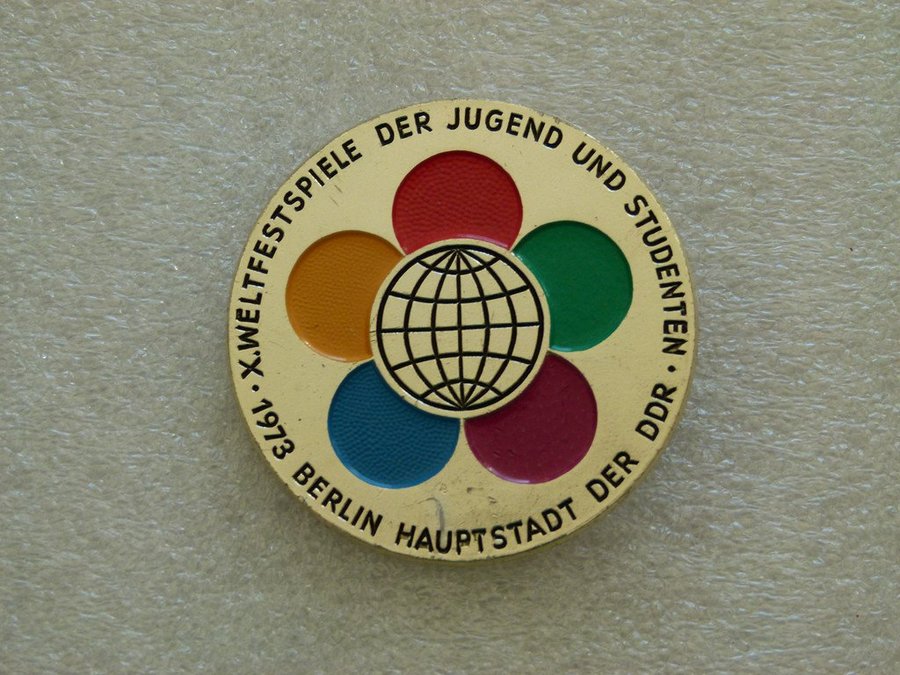 X.WELTFESTSPIELE DER JUGEND UND STUDENTEN
· 1973 BERLIN HAUPTSTADT DER DDR ·